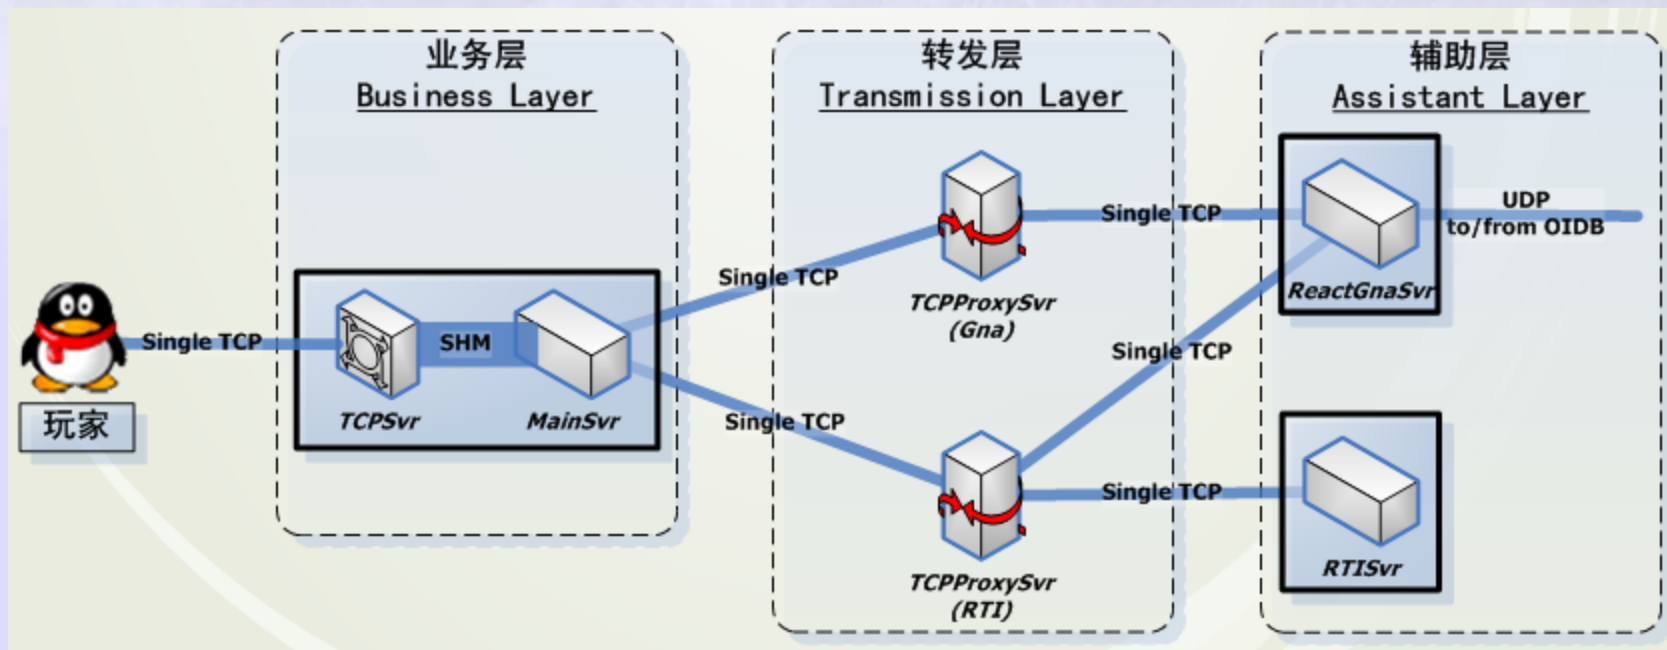 业务层
Business Layer
转发层
Transmission Layer
辅助层
Assistant Layer
玩家
Single TCP
TCPSvr
SHM
MainSvr
Single TCP
Single TCP
TCPProxySvr
(Gna)
TCPProxySvr
(RTI)
Single TCP
Single TCP
Single TCP
ReactGnaSvr
UDP
to/from OIDB
RTISvr